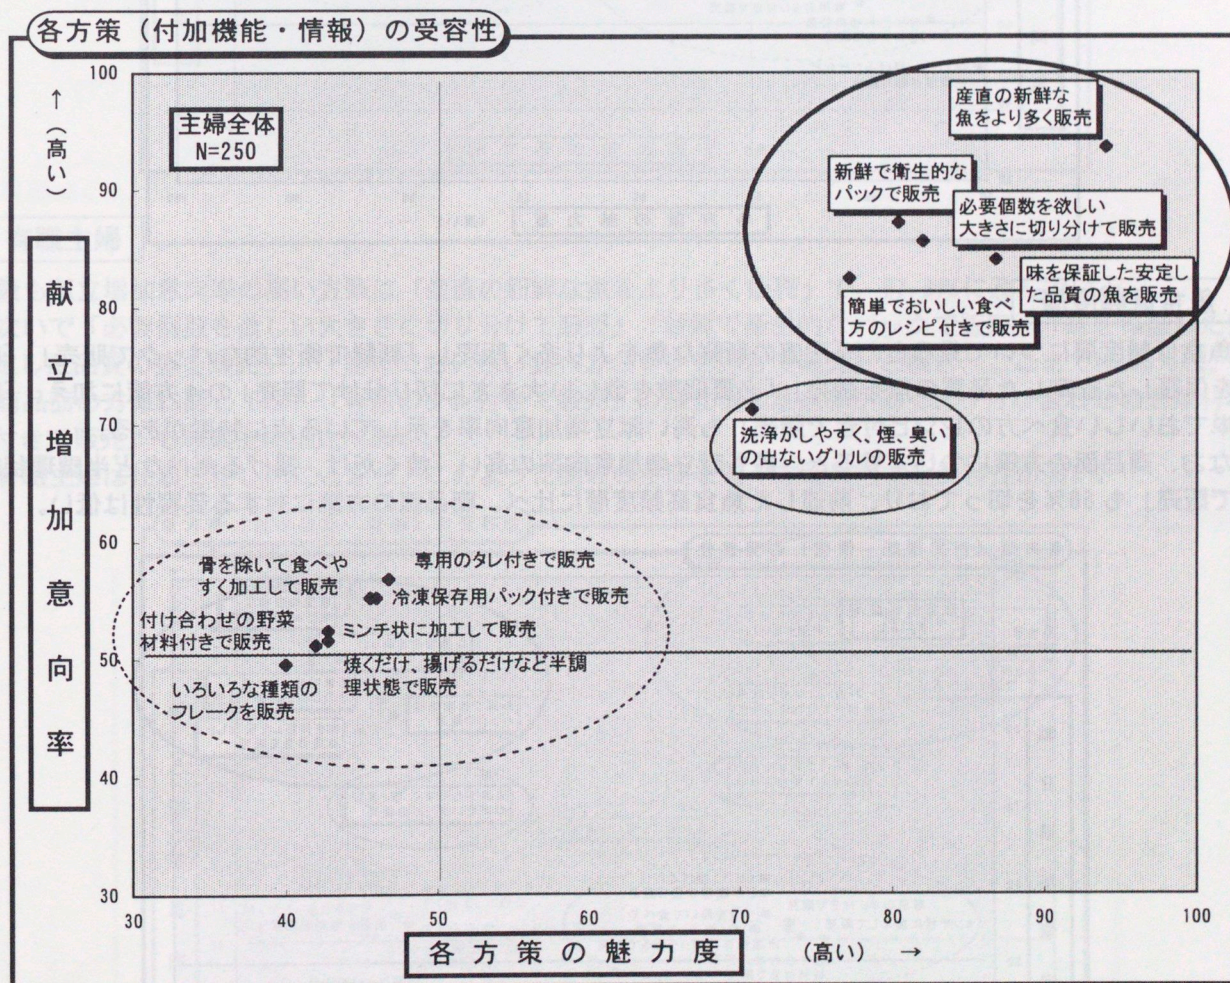 各方策（付加機能・情報）の受容性
↑（高い）
献立増加意向率
主婦全体
N=250
100
90
80
70
60
50
40
30
産直の新鮮な
魚をより多く販売
新鮮で衛生的な
パックで販売
必要個数を欲しい
大きさに切り分けて販売
味を保証した安定し
た品質の魚を販売
簡単でおいしい食べ
方のレシピ付きで販売
洗浄がしやすく、煙、臭い
の出ないグリルの販売
骨を除いて食べや
すく加工して販売
専用のタレ付きで販売
冷凍保存用パック付きで販売
付け合わせの野菜
材料付きで販売
ミンチ状に加工して販売
焼くだけ、揚げるだけなど半調
理状態で販売
いろいろな種類の
フレークを販売
30 40 50 60 70 80 90 100
各方策の魅力度 （高い） →